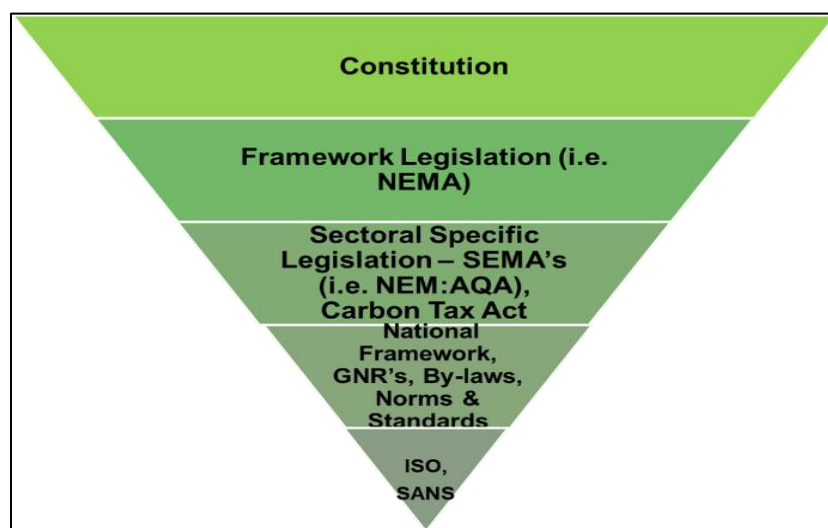 Constitution
Framework Legislation (i.e.
NEMA)
Sectoral Specific
Legislation – SEMA's
(i.e. NEM:AQA),
Carbon Tax Act
National
Framework,
GNR's, By-laws,
Norms &
Standards
ISO,
SANS